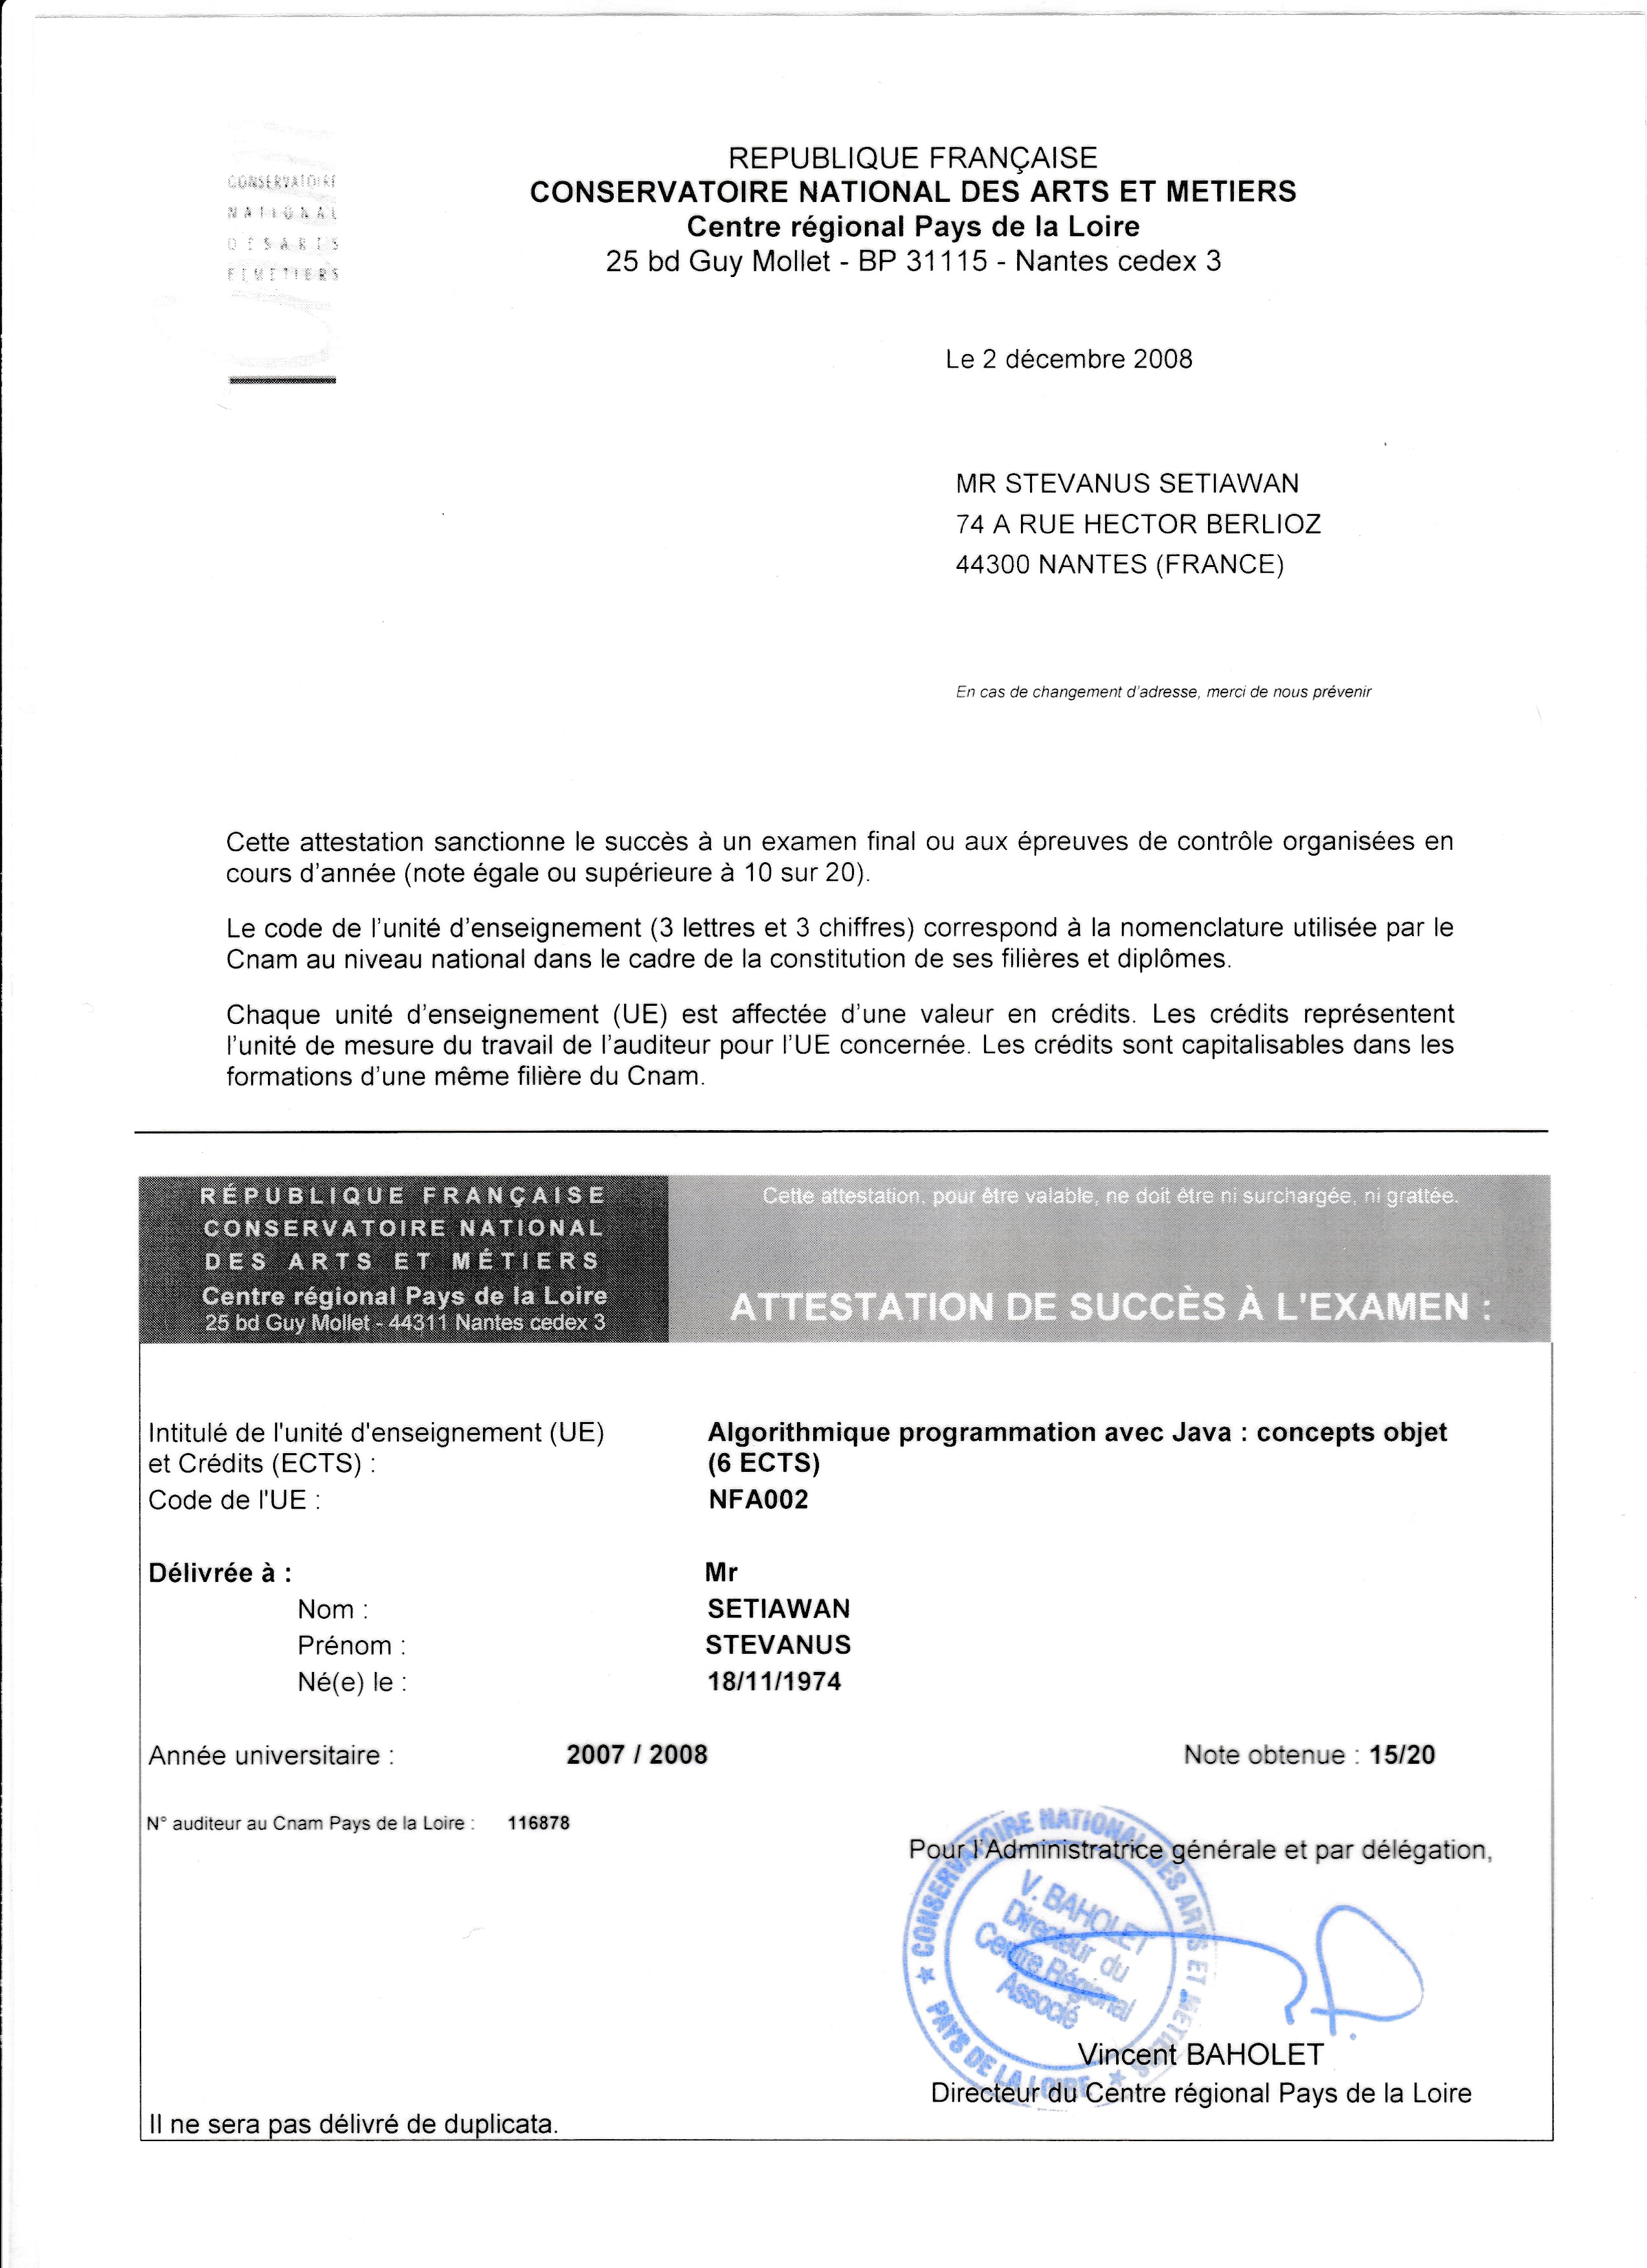 CONSERVATOIRE
NATIONAL
DES ARTS
ET METIERS
REPUBLIQUE FRANÇAISE
CONSERVATOIRE NATIONAL DES ARTS ET METIERS
Centre régional Pays de la Loire
25 bd Guy Mollet - BP 31115 - Nantes cedex 3
Le 2 décembre 2008
MR STEVANUS SETIAWAN
74 A RUE HECTOR BERLIOZ
44300 NANTES (FRANCE)
En cas de changement d'adresse, merci de nous prévenir
Cette attestation sanctionne le succès à un examen final ou aux épreuves de contrôle organisées en
cours d'année (note égale ou supérieure à 10 sur 20).
Le code de l'unité d'enseignement (3 lettres et 3 chiffres) correspond à la nomenclature utilisée par le
Cnam au niveau national dans le cadre de la constitution de ses filières et diplômes.
Chaque unité d'enseignement (UE) est affectée d'une valeur en crédits. Les crédits représentent
l'unité de mesure du travail de l'auditeur pour l'UE concernée. Les crédits sont capitalisables dans les
formations d'une même filière du Cnam.
RÉPUBLIQUE FRANÇAISE
CONSERVATOIRE NATIONAL
DES ARTS ET MÉTIERS
Centre régional Pays de la Loire
25 bd Guy Mollet - 44311 Nantes cedex 3
Cette attestation, pour être valable, ne doit être ni surchargée, ni grattée.
ATTESTATION DE SUCCÈS À L'EXAMEN :
Intitulé de l'unité d'enseignement (UE) Algorithmique programmation avec Java : concepts objet
et Crédits (ECTS) : (6 ECTS)
Code de l'UE : NFA002
Délivrée à : Mr
Nom : SETIAWAN
Prénom : STEVANUS
Né(e) le : 18/11/1974
Année universitaire : 2007 / 2008 Note obtenue : 15/20
N° auditeur au Cnam Pays de la Loire : 116878
Pour l'Administratrice générale et par délégation,
CONSERVATOIRE NATIONAL DES ARTS ET METIERS
PAYS DE LA LOIRE
V. BAHOLET
Directeur du
Centre Régional
Associé
Vincent BAHOLET
Directeur du Centre régional Pays de la Loire
Il ne sera pas délivré de duplicata.